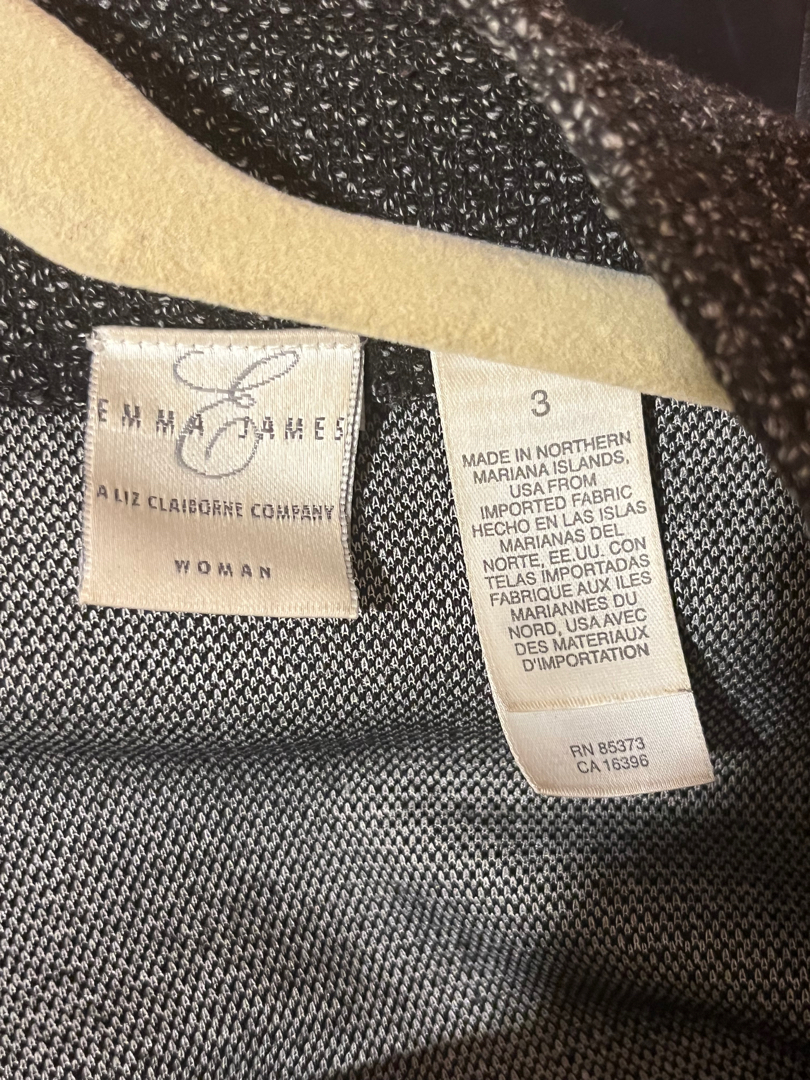 E
EMMA JAMES
A LIZ CLAIBORNE COMPANY
WOMAN
3
MADE IN NORTHERN
MARIANA ISLANDS,
USA FROM
IMPORTED FABRIC
HECHO EN LAS ISLAS
MARIANAS DEL
NORTE, EE.UU. CON
TELAS IMPORTADAS
FABRIQUE AUX ILES
MARIANNES DU
NORD, USA AVEC
DES MATERIAUX
D'IMPORTATION
RN 85373
CA 16396